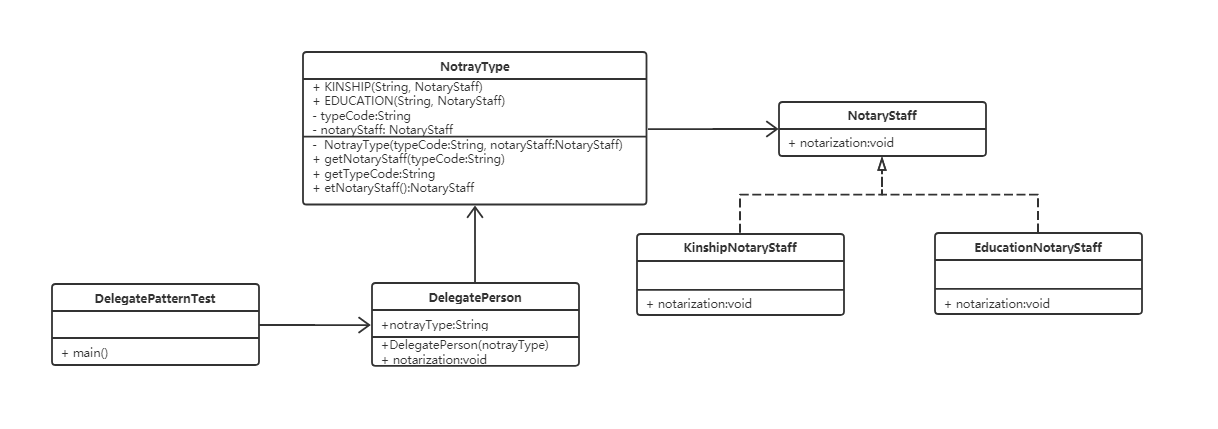 NotrayType
+ KINSHIP(String, NotaryStaff)
+ EDUCATION(String, NotaryStaff)
- typeCode:String
- notaryStaff: NotaryStaff
- NotrayType(typeCode:String, notaryStaff:NotaryStaff)
+ getNotaryStaff(typeCode:String)
+ getTypeCode:String
+ etNotaryStaff():NotaryStaff
NotaryStaff
+ notarization:void
KinshipNotaryStaff
+ notarization:void
EducationNotaryStaff
+ notarization:void
DelegatePatternTest
+ main()
DelegatePerson
+notrayType:String
+DelegatePerson(notrayType)
+ notarization:void